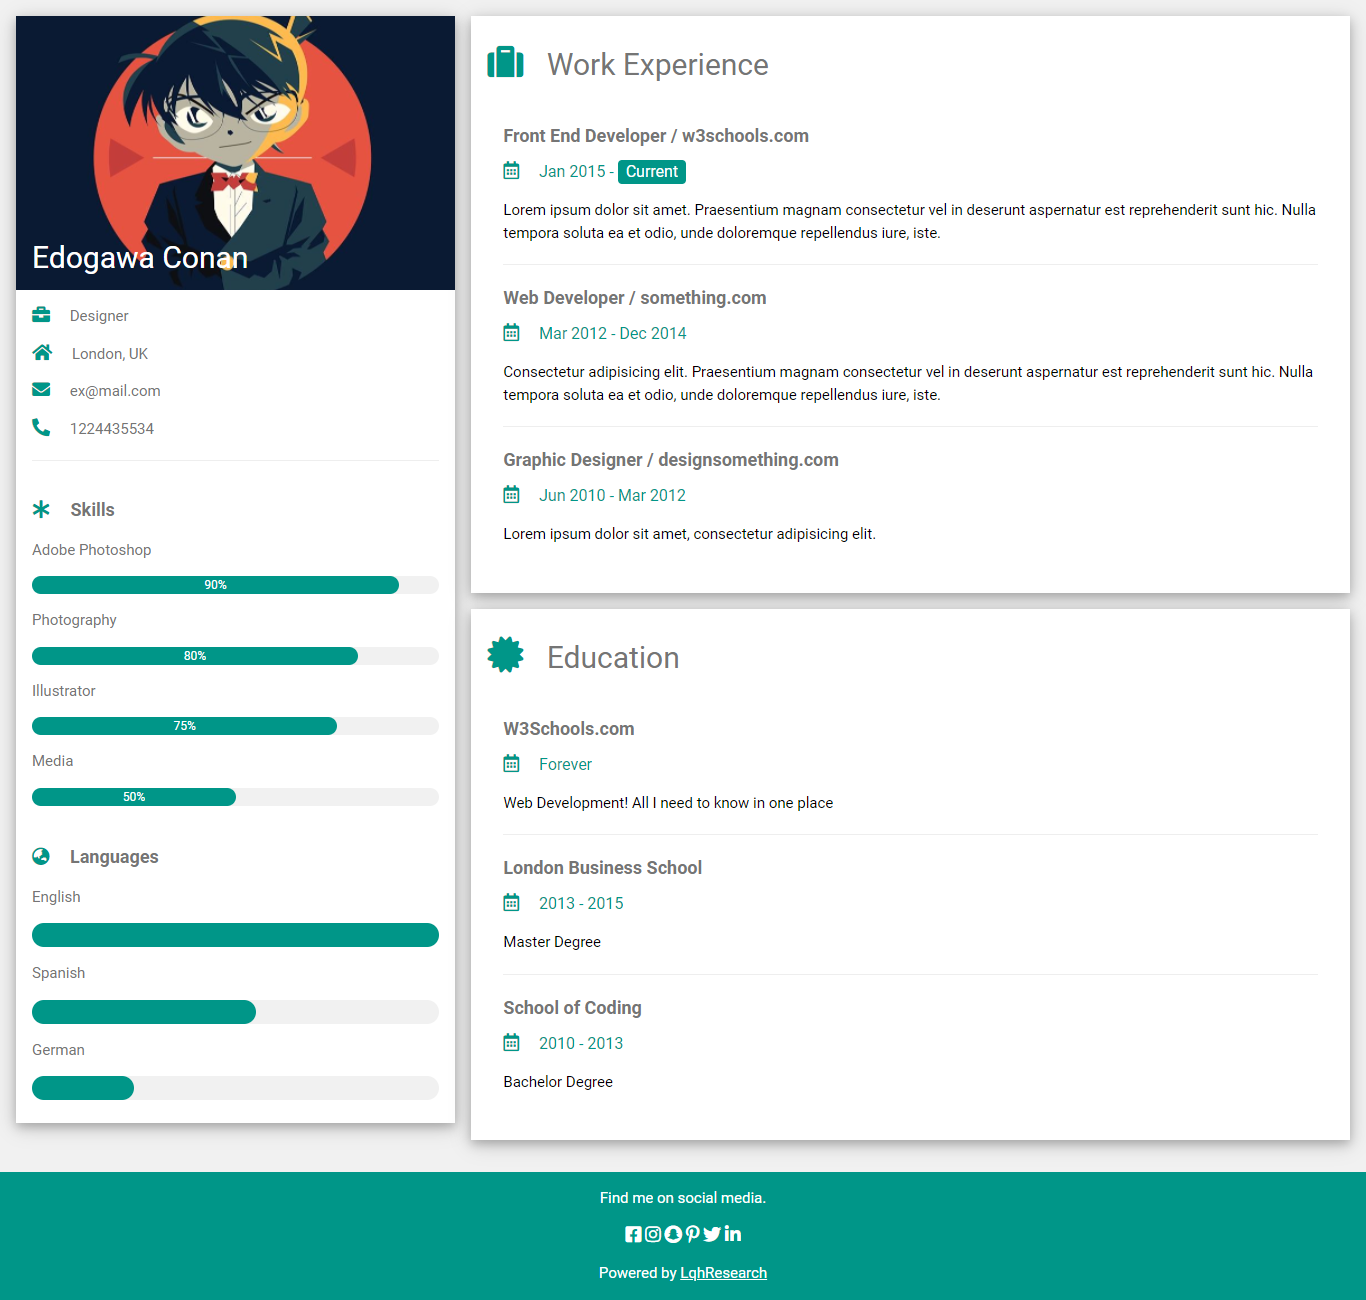 Edogawa Conan
Designer
London, UK
ex@mail.com
1224435534
Skills
Adobe Photoshop
90%
Photography
80%
Illustrator
75%
Media
50%
Languages
English
Spanish
German
Work Experience
Front End Developer / w3schools.com
Jan 2015 - Current
Lorem ipsum dolor sit amet. Praesentium magnam consectetur vel in deserunt aspernatur est reprehenderit sunt hic. Nulla
tempora soluta ea et odio, unde doloremque repellendus iure, iste.
Web Developer / something.com
Mar 2012 - Dec 2014
Consectetur adipisicing elit. Praesentium magnam consectetur vel in deserunt aspernatur est reprehenderit sunt hic. Nulla
tempora soluta ea et odio, unde doloremque repellendus iure, iste.
Graphic Designer / designsomething.com
Jun 2010 - Mar 2012
Lorem ipsum dolor sit amet, consectetur adipisicing elit.
Education
W3Schools.com
Forever
Web Development! All I need to know in one place
London Business School
2013 - 2015
Master Degree
School of Coding
2010 - 2013
Bachelor Degree
Find me on social media.
Powered by LqhResearch